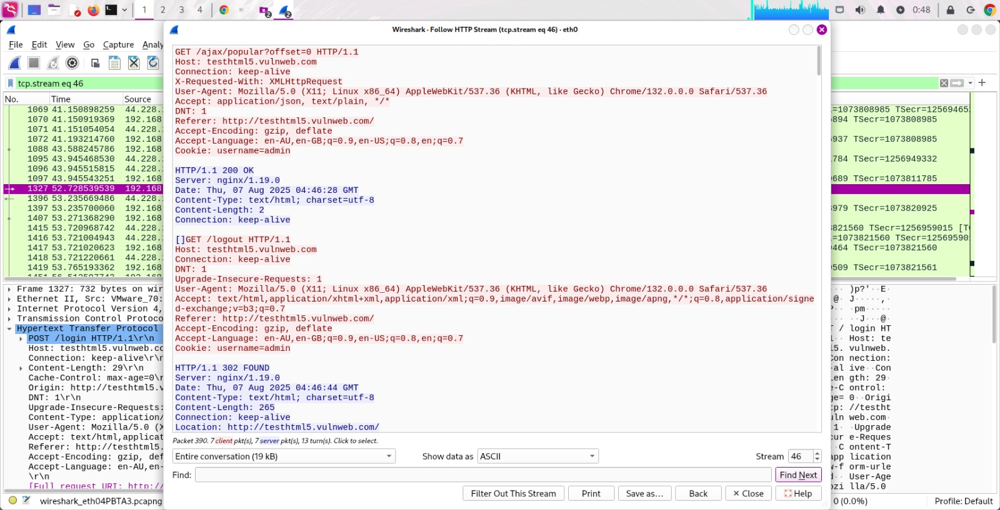 1 2 3 4 2 2 0:48
Wireshark · Follow HTTP Stream (tcp.stream eq 46) · eth0
File Edit View Go Capture Analy
tcp.stream eq 46
No. Time Source
1069 41.150898259 44.228.
1070 41.150919369 192.168
1071 41.151054054 44.228.
1072 41.193214760 192.168
1088 43.588245786 192.168
1095 43.945468530 44.228.
1096 43.945515815 44.228.
1097 43.945543251 192.168
1327 52.728539539 192.168
1396 53.235669486 44.228.
1397 53.235700060 192.168
1407 53.271368290 192.168
1415 53.720968742 44.228.
1416 53.721004943 44.228.
1417 53.721020623 192.168
1418 53.721220661 44.228.
1419 53.765193362 192.168
=1073808985 TSecr=125694652
6894 TSecr=1073808985
6937 TSecr=1073808985
1784 TSecr=1256949332
9689 TSecr=1073811785
8979 TSecr=1073820925
3821560 TSecr=1256959015 [T
=1073821560 TSecr=125695901
9464 TSecr=1073821560
9509 TSecr=1073821561
Frame 1327: 732 bytes on wir
Ethernet II, Src: VMware_70:
Internet Protocol Version 4,
Transmission Control Protoco
Hypertext Transfer Protocol
POST /login HTTP/1.1\r\n
Host: testhtml5.vulnweb.co
Connection: keep-alive\r\n
Content-Length: 29\r\n
Cache-Control: max-age=0\r
Origin: http://testhtml5.v
DNT: 1\r\n
Upgrade-Insecure-Requests:
Content-Type: application/
User-Agent: Mozilla/5.0 (X
Accept: text/html,applicat
Referer: http://testhtml5.
Accept-Encoding: gzip, def
Accept-Language: en-AU,en-
\r\n
[Full request URI: http:/
GET /ajax/popular?offset=0 HTTP/1.1
Host: testhtml5.vulnweb.com
Connection: keep-alive
X-Requested-With: XMLHttpRequest
User-Agent: Mozilla/5.0 (X11; Linux x86_64) AppleWebKit/537.36 (KHTML, like Gecko) Chrome/132.0.0.0 Safari/537.36
Accept: application/json, text/plain, */*
DNT: 1
Referer: http://testhtml5.vulnweb.com/
Accept-Encoding: gzip, deflate
Accept-Language: en-AU,en-GB;q=0.9,en-US;q=0.8,en;q=0.7
Cookie: username=admin
HTTP/1.1 200 OK
Server: nginx/1.19.0
Date: Thu, 07 Aug 2025 04:46:28 GMT
Content-Type: text/html; charset=utf-8
Content-Length: 2
Connection: keep-alive
[]GET /logout HTTP/1.1
Host: testhtml5.vulnweb.com
Connection: keep-alive
DNT: 1
Upgrade-Insecure-Requests: 1
User-Agent: Mozilla/5.0 (X11; Linux x86_64) AppleWebKit/537.36 (KHTML, like Gecko) Chrome/132.0.0.0 Safari/537.36
Accept: text/html,application/xhtml+xml,application/xml;q=0.9,image/avif,image/webp,image/apng,*/*;q=0.8,application/signe
d-exchange;v=b3;q=0.7
Referer: http://testhtml5.vulnweb.com/
Accept-Encoding: gzip, deflate
Accept-Language: en-AU,en-GB;q=0.9,en-US;q=0.8,en;q=0.7
Cookie: username=admin
HTTP/1.1 302 FOUND
Server: nginx/1.19.0
Date: Thu, 07 Aug 2025 04:46:44 GMT
Content-Type: text/html; charset=utf-8
Content-Length: 265
Connection: keep-alive
Location: http://testhtml5.vulnweb.com/
Packet 390. 7 client pkt(s), 7 server pkt(s), 13 turn(s). Click to select.
Entire conversation (19 kB) Show data as ASCII Stream 46
Find: Find Next
Filter Out This Stream Print Save as… Back × Close Help
·· )p?'··E·
@··J·····,·
·pm·····
··J··@·
T / login HT
1·· Host: te
l5. vulnweb.
Con nection:
-al ive··Con
len gth: 29·
e-C ontrol:
ge= 0··Origi
tp: //testht
uln web.com·
1··Upgrade
cur e-Reques
·C ontent-T
app lication
w-f orm-urle
d·· User-Age
ozi lla/5.0
wireshark_eth04PBTA3.pcapng 0 (0.0%) Profile: Default